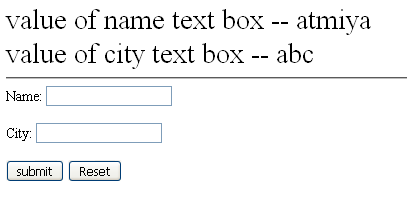 value of name text box -- atmiya
value of city text box -- abc
Name:
City:
submit Reset